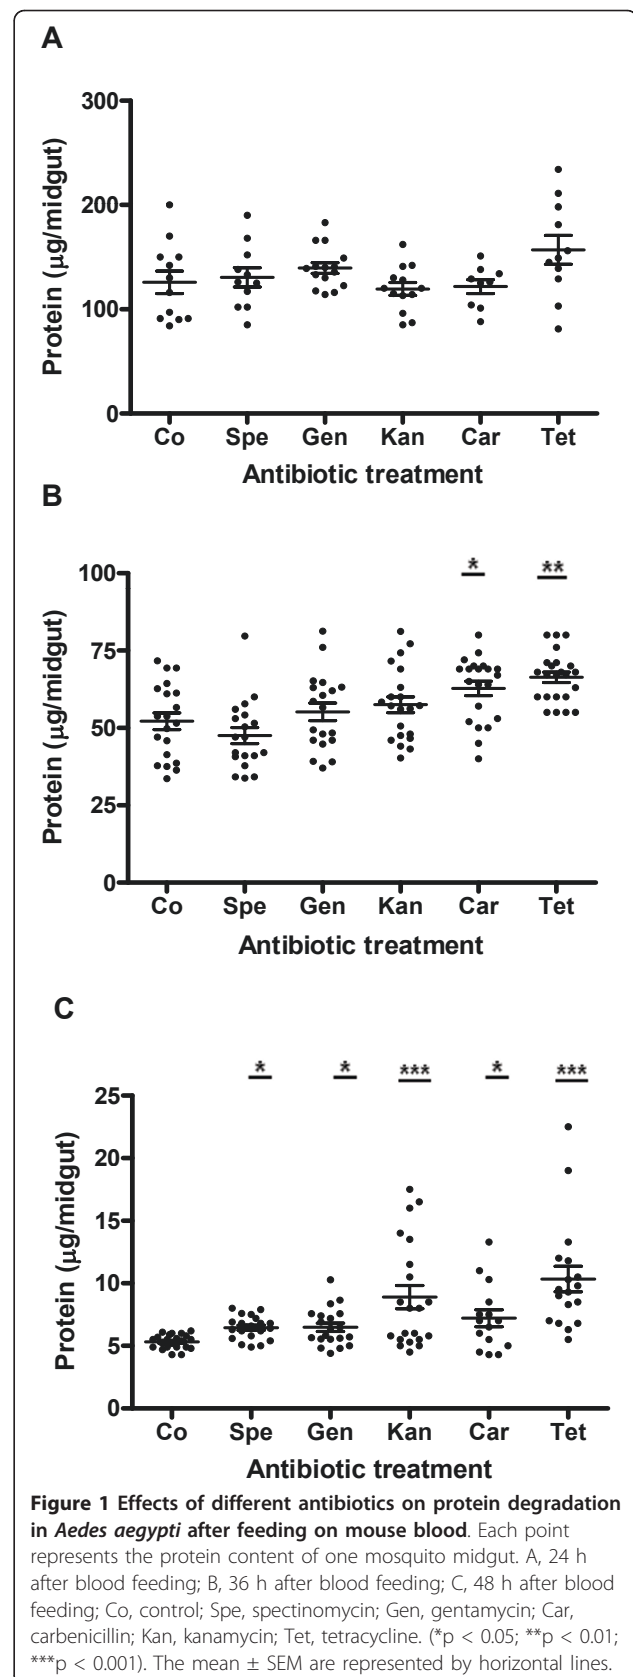 A
300
200
100
0
Protein (µg/midgut)
Co Spe Gen Kan Car Tet
Antibiotic treatment
B
* **
100
75
50
25
0
Protein (µg/midgut)
Co Spe Gen Kan Car Tet
Antibiotic treatment
C
* * *** * ***
25
20
15
10
5
0
Protein (µg/midgut)
Co Spe Gen Kan Car Tet
Antibiotic treatment
Figure 1 Effects of different antibiotics on protein degradation
in Aedes aegypti after feeding on mouse blood. Each point
represents the protein content of one mosquito midgut. A, 24 h
after blood feeding; B, 36 h after blood feeding; C, 48 h after blood
feeding; Co, control; Spe, spectinomycin; Gen, gentamycin; Car,
carbenicillin; Kan, kanamycin; Tet, tetracycline. (*p < 0.05; **p < 0.01;
***p < 0.001). The mean ± SEM are represented by horizontal lines.